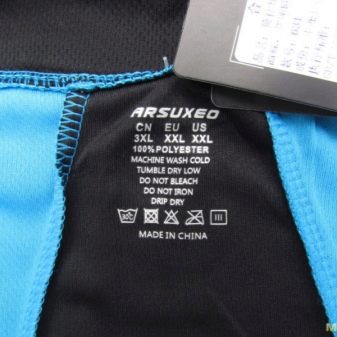 ARSUXEO
CN EU US
3XL XXL XXL
100% POLYESTER
MACHINE WASH COLD
TUMBLE DRY LOW
DO NOT BLEACH
DO NOT IRON
DRIP DRY
MADE IN CHINA